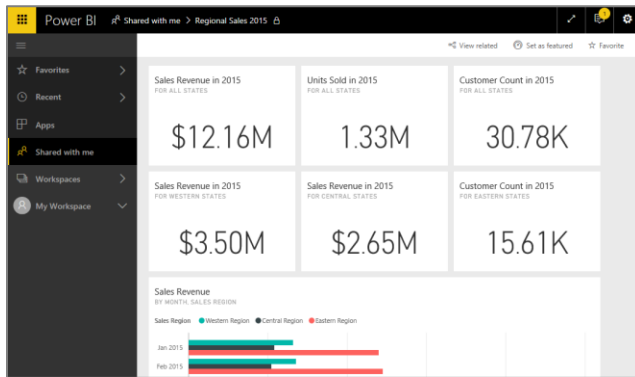 Power BI Shared with me > Regional Sales 2015
1
View related Set as featured Favorite
Favorites
Recent
Apps
Shared with me
Workspaces
My Workspace
Sales Revenue in 2015
FOR ALL STATES
$12.16M
Units Sold in 2015
FOR ALL STATES
1.33M
Customer Count in 2015
FOR ALL STATES
30.78K
Sales Revenue in 2015
FOR WESTERN STATES
$3.50M
Sales Revenue in 2015
FOR CENTRAL STATES
$2.65M
Customer Count in 2015
FOR EASTERN STATES
15.61K
Sales Revenue
BY MONTH, SALES REGION
Sales Region Western Region Central Region Eastern Region
Jan 2015
Feb 2015